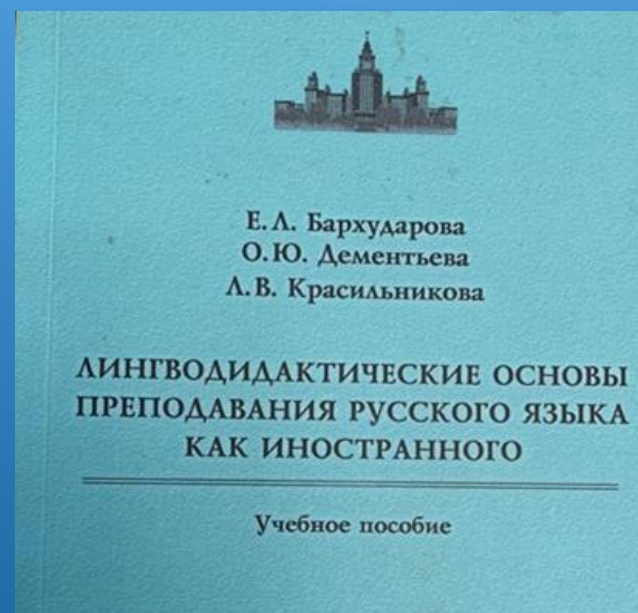 Е. Л. Бархударова
О. Ю. Дементьева
Л. В. Красильникова
ЛИНГВОДИДАКТИЧЕСКИЕ ОСНОВЫ
ПРЕПОДАВАНИЯ РУССКОГО ЯЗЫКА
КАК ИНОСТРАННОГО
Учебное пособие